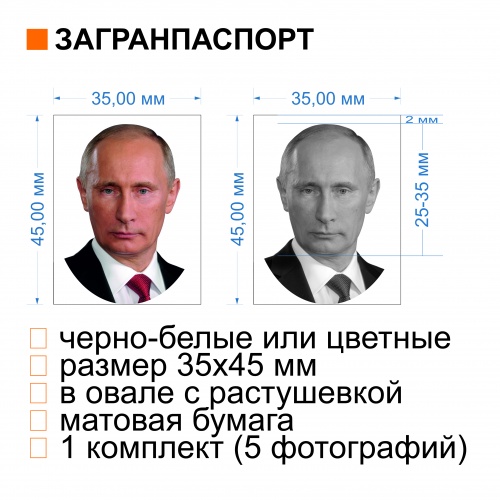 ЗАГРАНПАСПОРТ
35,00 мм
35,00 мм
45,00 мм
45,00 мм
2 мм
25-35 мм
черно-белые или цветные
размер 35х45 мм
в овале с растушевкой
матовая бумага
1 комплект (5 фотографий)